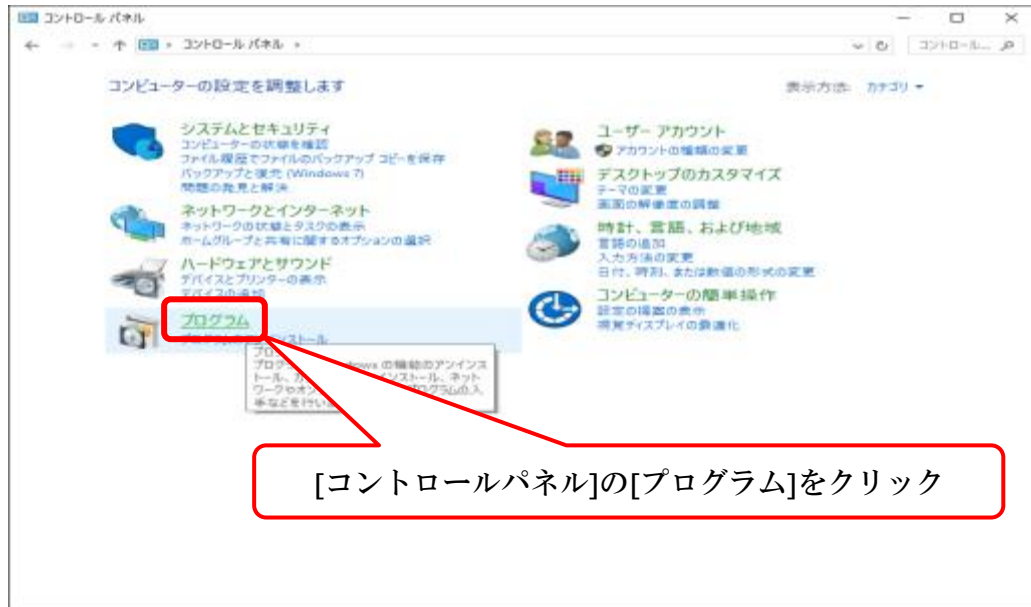 コントロール パネル
コントロール パネル
コントロール...
コンピューターの設定を調整します
表示方法: カテゴリ
システムとセキュリティ
コンピューターの状態を確認
ファイル履歴でファイルのバックアップ コピーを保存
バックアップと復元 (Windows 7)
問題の発見と解決
ネットワークとインターネット
ネットワークの状態とタスクの表示
ホームグループと共有に関するオプションの選択
ハードウェアとサウンド
デバイスとプリンターの表示
デバイスの追加
プログラム
ユーザー アカウント
アカウントの種類の変更
デスクトップのカスタマイズ
テーマの変更
画面の解像度の調整
時計、言語、および地域
言語の追加
入力方法の変更
日付、時刻、または数値の形式の変更
コンピューターの簡単操作
設定の提案の表示
視覚ディスプレイの最適化
[コントロールパネル]の[プログラム]をクリック